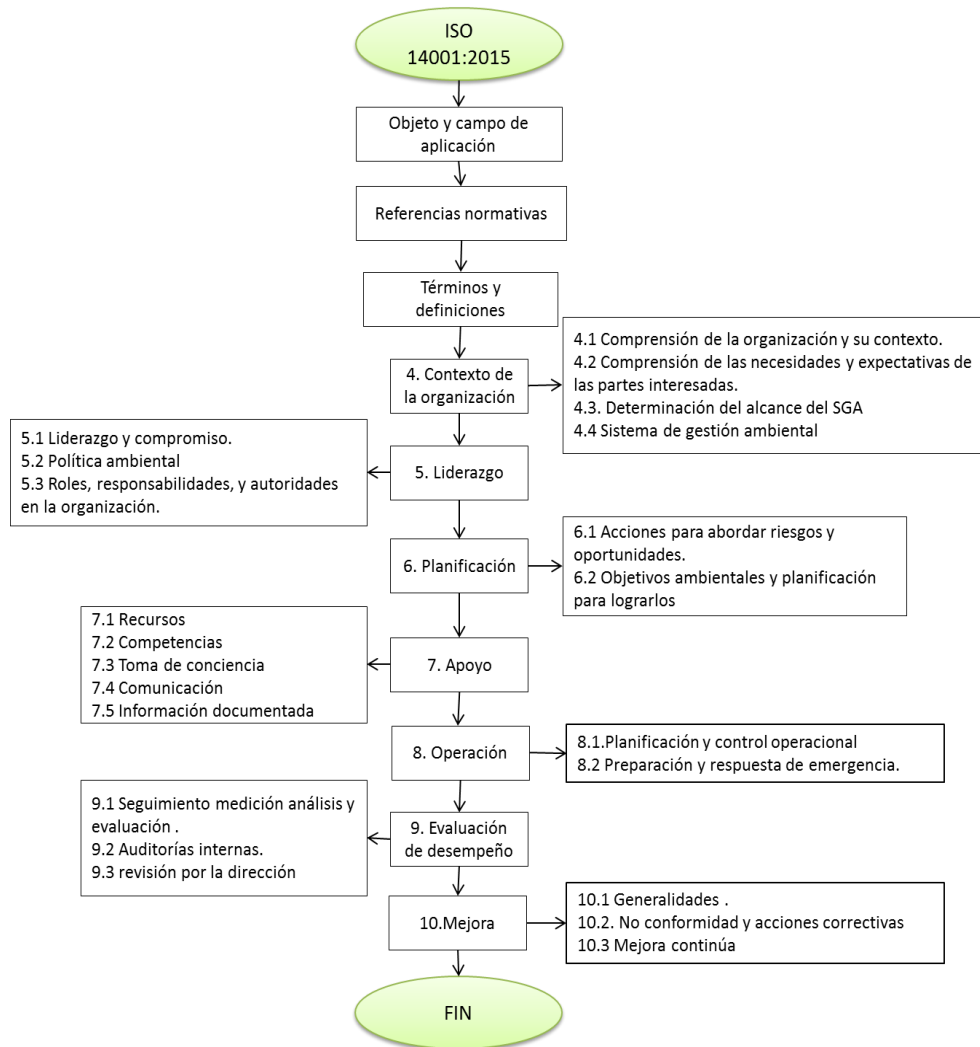 ISO
14001:2015
Objeto y campo de
aplicación
Referencias normativas
Términos y
definiciones
4. Contexto de
la organización
4.1 Comprensión de la organización y su contexto.
4.2 Comprensión de las necesidades y expectativas de
las partes interesadas.
4.3. Determinación del alcance del SGA
4.4 Sistema de gestión ambiental
5. Liderazgo
5.1 Liderazgo y compromiso.
5.2 Política ambiental
5.3 Roles, responsabilidades, y autoridades
en la organización.
6. Planificación
6.1 Acciones para abordar riesgos y
oportunidades.
6.2 Objetivos ambientales y planificación
para lograrlos
7. Apoyo
7.1 Recursos
7.2 Competencias
7.3 Toma de conciencia
7.4 Comunicación
7.5 Información documentada
8. Operación
8.1.Planificación y control operacional
8.2 Preparación y respuesta de emergencia.
9. Evaluación
de desempeño
9.1 Seguimiento medición análisis y
evaluación .
9.2 Auditorías internas.
9.3 revisión por la dirección
10.Mejora
10.1 Generalidades .
10.2. No conformidad y acciones correctivas
10.3 Mejora continúa
FIN